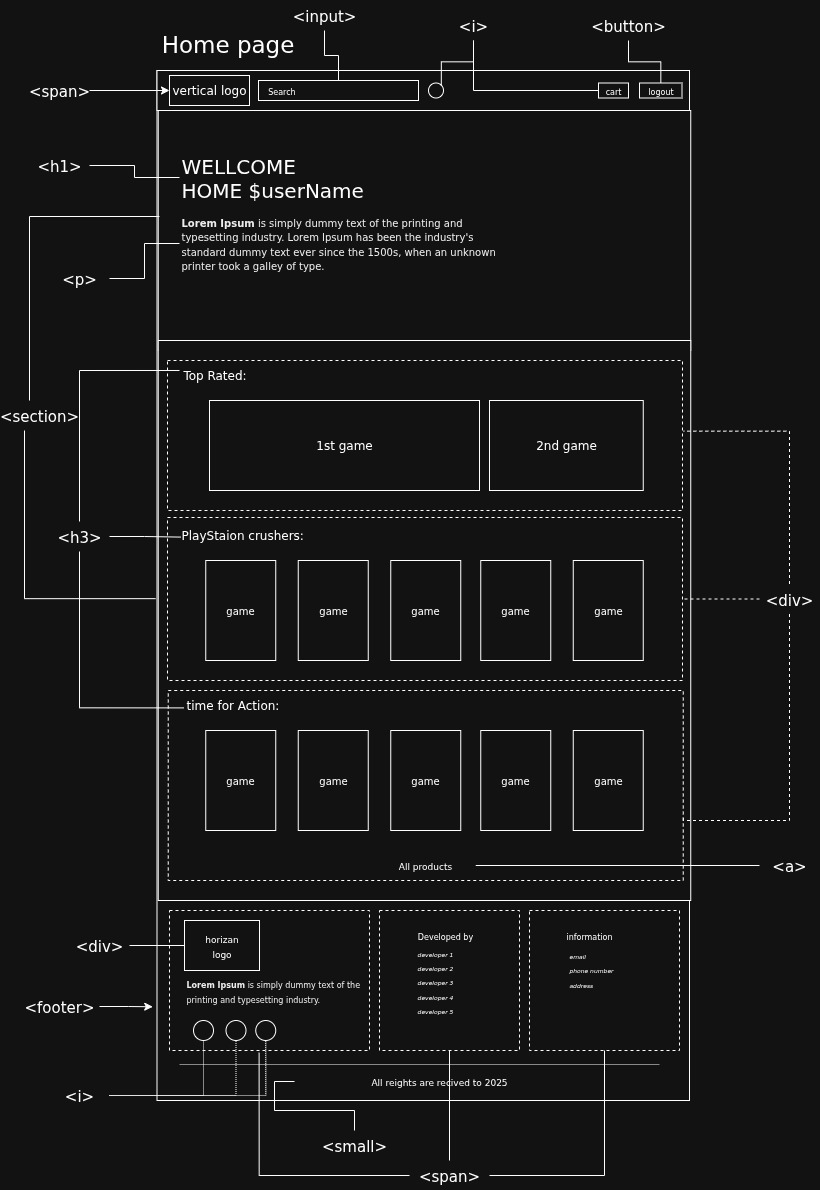 <input>
<i>
<button>
Home page
<span>
vertical logo
Search
cart
logout
<h1>
WELLCOME
HOME $userName
Lorem Ipsum is simply dummy text of the printing and
typesetting industry. Lorem Ipsum has been the industry's
standard dummy text ever since the 1500s, when an unknown
printer took a galley of type.
<p>
Top Rated:
<section>
1st game
2nd game
<h3>
PlayStaion crushers:
<div>
game
game
game
game
game
time for Action:
game
game
game
game
game
All products
<a>
<div>
horizan
logo
Lorem Ipsum is simply dummy text of the
printing and typesetting industry.
Developed by
developer 1
developer 2
developer 3
developer 4
developer 5
information
email
phone number
address
<footer>
All reights are recived to 2025
<i>
<small>
<span>